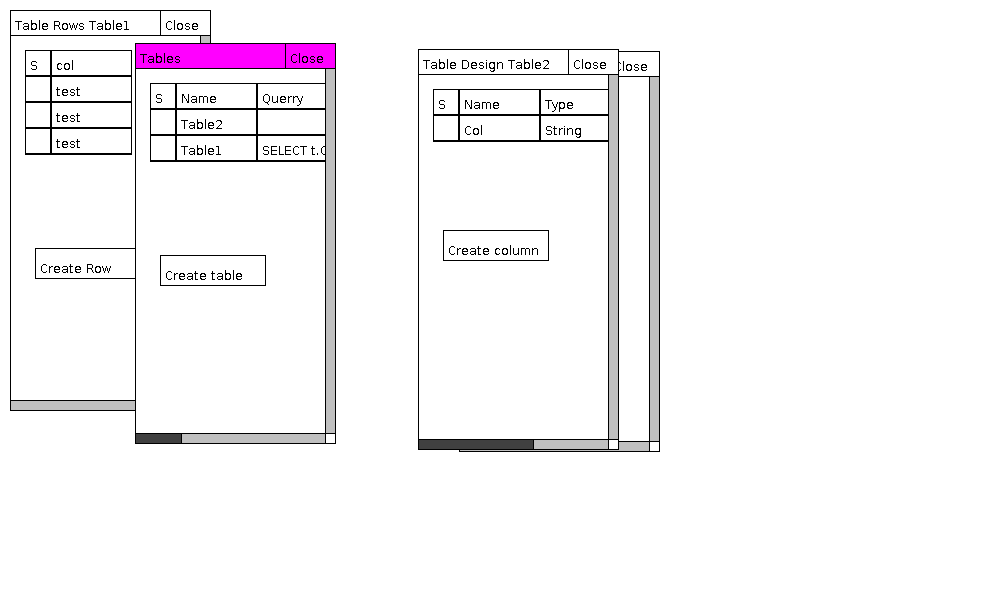 Table Rows Table1 Close
S col
test
test
test
Create Row
Tables Close
S Name Querry
Table2
Table1 SELECT t.
Create table
Table Design Table2 Close
S Name Type
Col String
Create column
Close